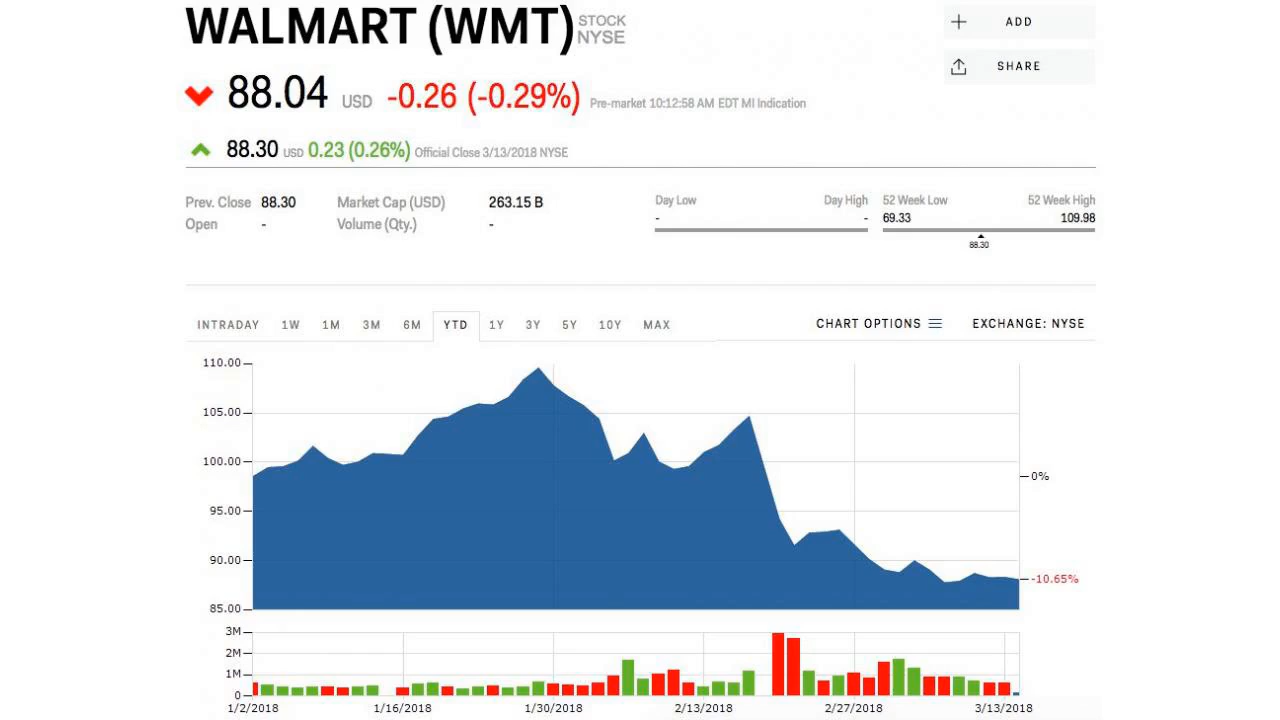 WALMART (WMT) STOCK NYSE
+ ADD
SHARE
88.04 USD -0.26 (-0.29%) Pre-market 10:12:58 AM EDT MI Indication
88.30 USD 0.23 (0.26%) Official Close 3/13/2018 NYSE
Prev. Close 88.30 Market Cap (USD) 263.15 B Day Low Day High 52 Week Low 52 Week High
Open - Volume (Qty.) - - - 69.33 109.98
88.30
INTRADAY 1W 1M 3M 6M YTD 1Y 3Y 5Y 10Y MAX CHART OPTIONS EXCHANGE: NYSE
110.00
105.00
100.00
0%
95.00
90.00
-10.65%
85.00
3M
2M
1M
0
1/2/2018 1/16/2018 1/30/2018 2/13/2018 2/27/2018 3/13/2018